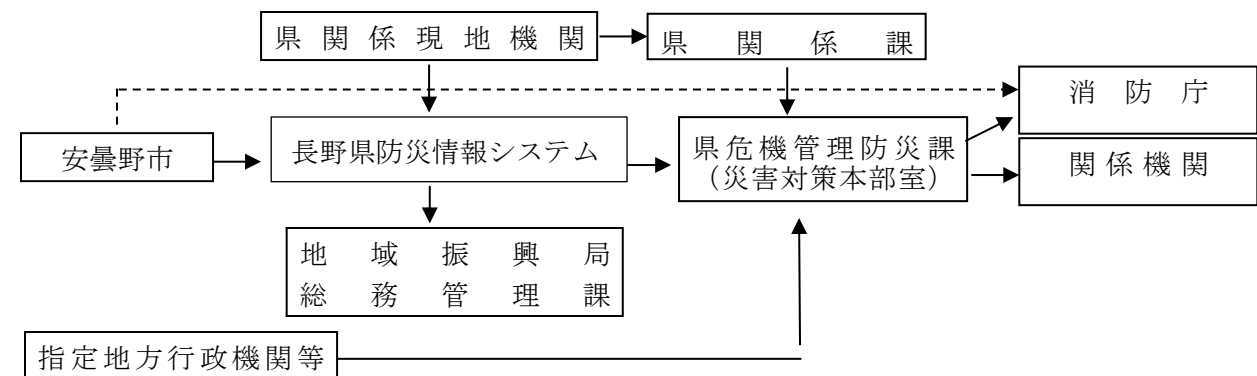 県関係現地機関
県関係課
消防庁
安曇野市
長野県防災情報システム
県危機管理防災課
（災害対策本部室）
関係機関
地域振興局
総務管理課
指定地方行政機関等